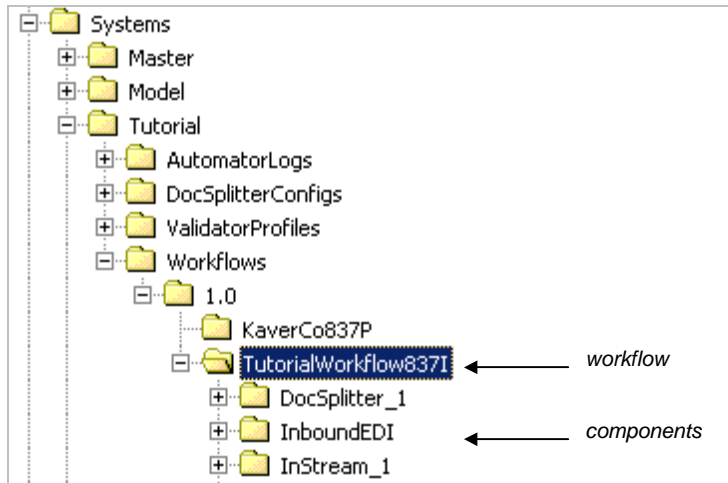 Systems
Master
Model
Tutorial
AutomatorLogs
DocSplitterConfigs
ValidatorProfiles
Workflows
1.0
KaverCo837P
TutorialWorkflow837I workflow
DocSplitter_1
InboundEDI components
InStream_1